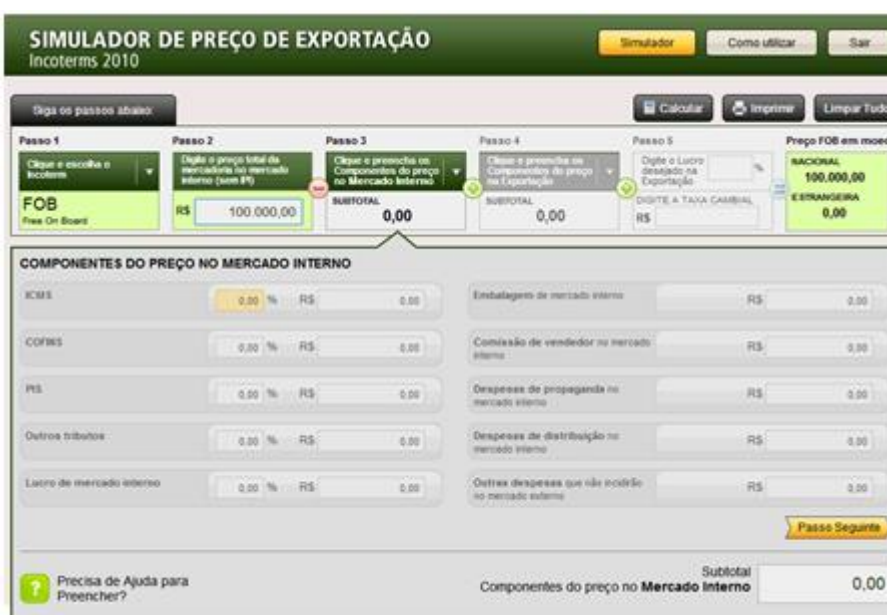 SIMULADOR DE PREÇO DE EXPORTAÇÃO
Incoterms 2010
Simulador
Como utilizar
Sair
Siga os passos abaixo:
Calcular
Imprimir
Limpar Tudo
Passo 1
Clique e escolha o
Incoterm
FOB
Free On Board
Passo 2
Digite o preço total da
mercadoria no mercado
interno (sem IPI)
R$ 100.000,00
Passo 3
Clique e preencha os
Componentes do preço
no Mercado Interno
SUBTOTAL
0,00
Passo 4
Clique e preencha os
Componentes do preço
na Exportação
SUBTOTAL
0,00
Passo 5
Digite o Lucro
desejado na
Exportação
%
DIGITE A TAXA CAMBIAL
R$
Preço FOB em moed
NACIONAL
100.000,00
ESTRANGEIRA
0,00
COMPONENTES DO PREÇO NO MERCADO INTERNO
ICMS 0,00 % R$ 0,00
Embalagem de mercado interno R$ 0,00
COFINS 0,00 % R$ 0,00
Comissão de vendedor no mercado
interno R$ 0,00
PIS 0,00 % R$ 0,00
Despesas de propaganda no
mercado interno R$ 0,00
Outros tributos 0,00 % R$ 0,00
Despesas de distribuição no
mercado interno R$ 0,00
Lucro de mercado interno 0,00 % R$ 0,00
Outras despesas que não incidirão
no mercado externo R$ 0,00
Passo Seguinte
?
Precisa de Ajuda para
Preencher?
Subtotal
Componentes do preço no Mercado Interno
0,00